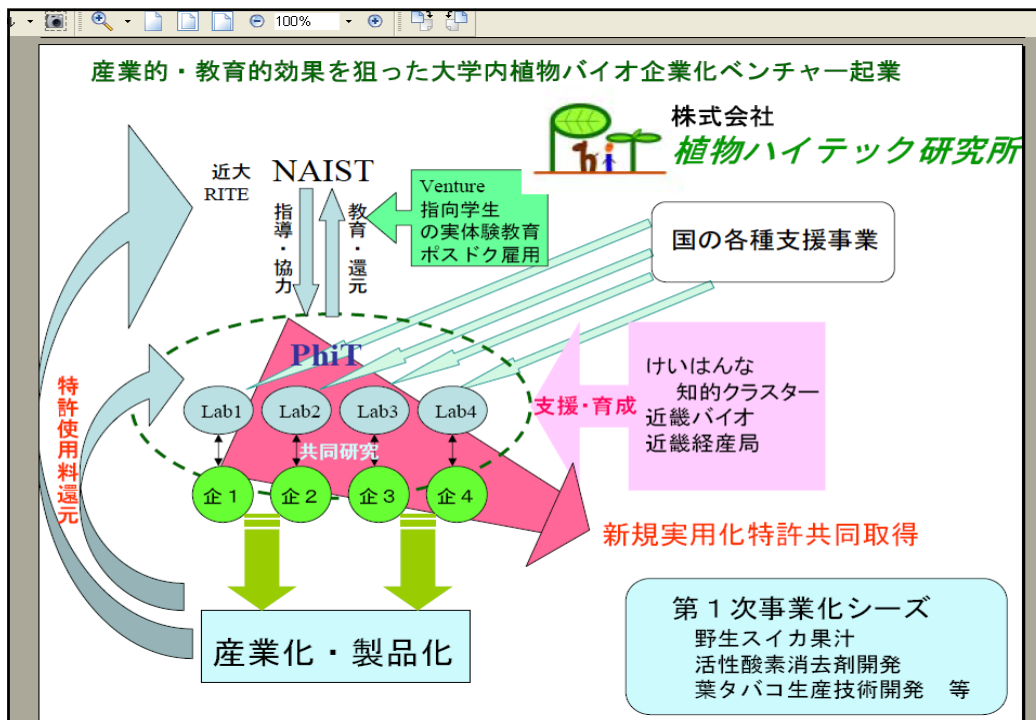 100%
産業的・教育的効果を狙った大学内植物バイオ企業化ベンチャー起業
株式会社
植物ハイテック研究所
近大
RITE
NAIST
指導・協力
教育・還元
Venture
指向学生
の実体験教育
ポスドク雇用
国の各種支援事業
PhiT
Lab1
Lab2
Lab3
Lab4
共同研究
企1
企2
企3
企4
支援・育成
けいはんな
知的クラスター
近畿バイオ
近畿経産局
特許使用料還元
新規実用化特許共同取得
産業化・製品化
第1次事業化シーズ
野生スイカ果汁
活性酸素消去剤開発
葉タバコ生産技術開発 等